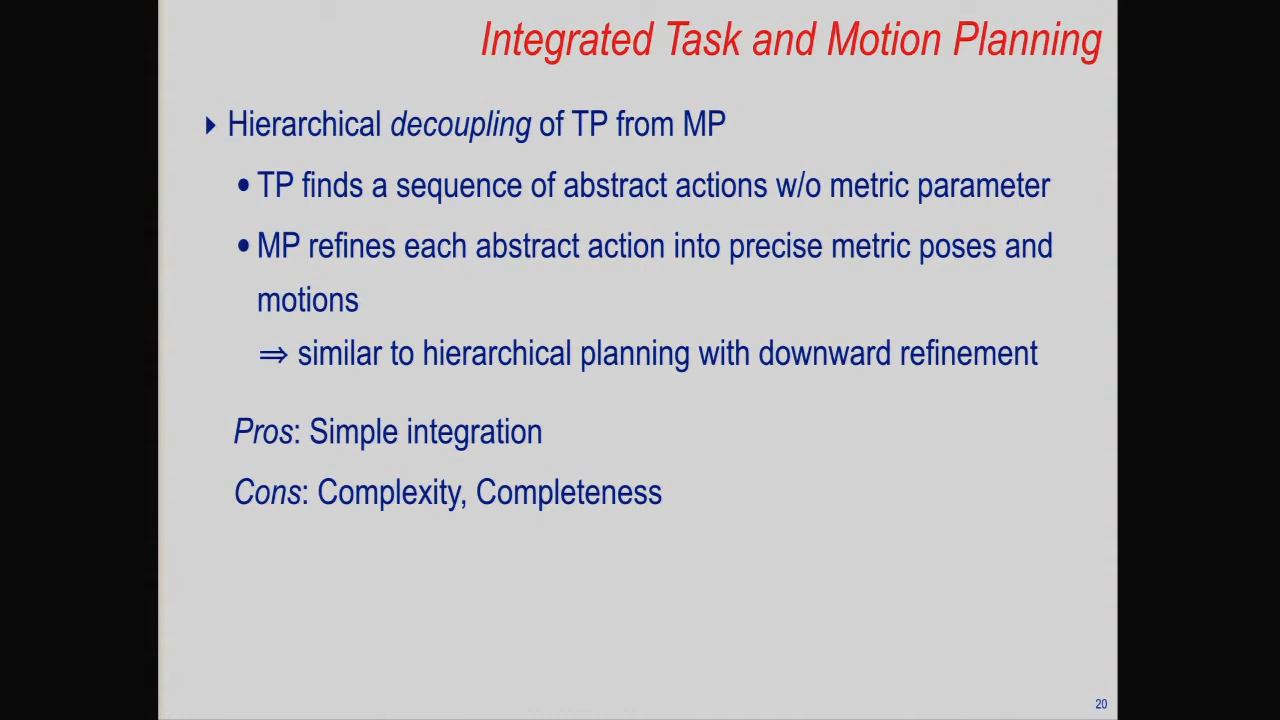 Integrated Task and Motion Planning
‣ Hierarchical decoupling of TP from MP
• TP finds a sequence of abstract actions w/o metric parameter
• MP refines each abstract action into precise metric poses and
motions
⇒ similar to hierarchical planning with downward refinement
Pros: Simple integration
Cons: Complexity, Completeness
20